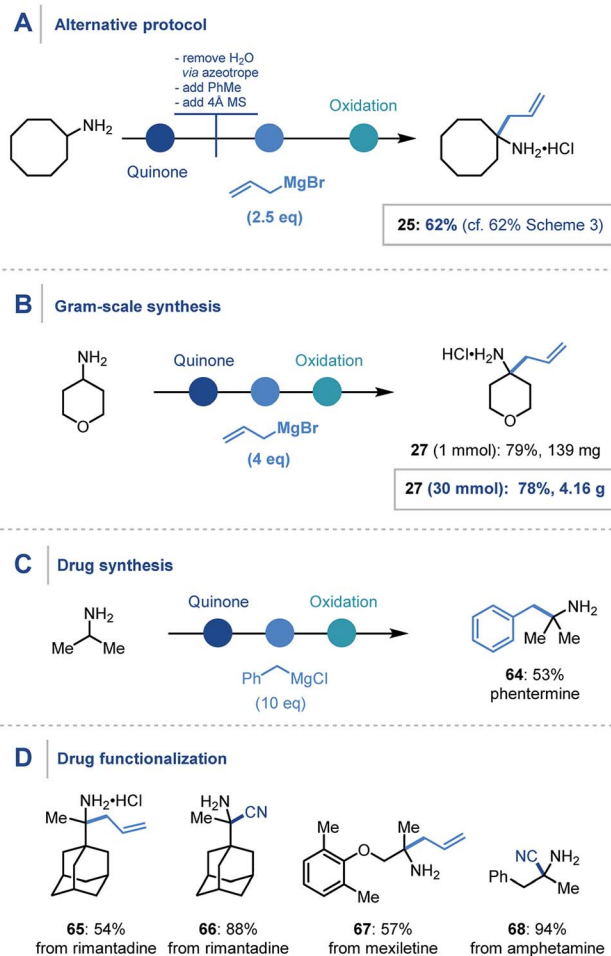 A Alternative protocol
- remove H2O
via azeotrope
- add PhMe
- add 4Å MS
NH2
Oxidation
Quinone
MgBr
(2.5 eq)
NH2•HCl
25: 62% (cf. 62% Scheme 3)
B Gram-scale synthesis
NH2
O
Quinone
Oxidation
MgBr
(4 eq)
HCl•H2N
O
27 (1 mmol): 79%, 139 mg
27 (30 mmol): 78%, 4.16 g
C Drug synthesis
NH2
Me Me
Quinone
Oxidation
Ph MgCl
(10 eq)
NH2
Me Me
64: 53%
phentermine
D Drug functionalization
NH2•HCl
Me
65: 54%
from rimantadine
H2N
Me CN
66: 88%
from rimantadine
Me
O
Me
NH2
Me
67: 57%
from mexiletine
NC NH2
Ph Me
68: 94%
from amphetamine